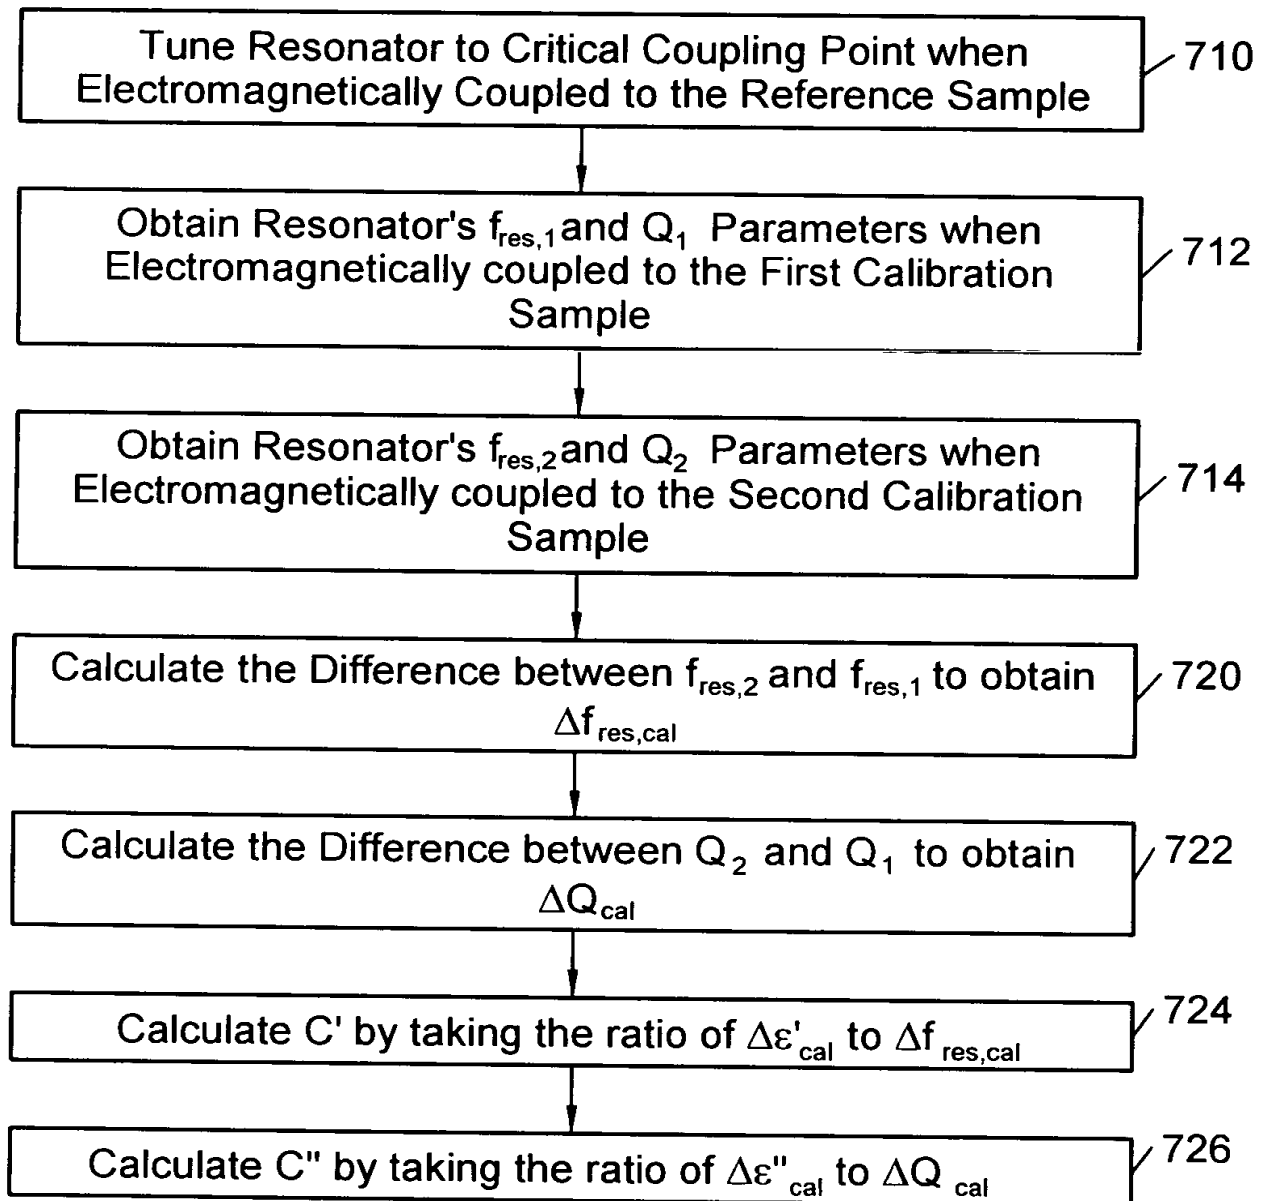 Tune Resonator to Critical Coupling Point when
Electromagnetically Coupled to the Reference Sample
710
Obtain Resonator's fres,1 and Q1 Parameters when
Electromagnetically coupled to the First Calibration
Sample
712
Obtain Resonator's fres,2 and Q2 Parameters when
Electromagnetically coupled to the Second Calibration
Sample
714
Calculate the Difference between fres,2 and fres,1 to obtain
Δfres,cal
720
Calculate the Difference between Q2 and Q1 to obtain
ΔQcal
722
Calculate C' by taking the ratio of Δε'cal to Δfres,cal
724
Calculate C" by taking the ratio of Δε"cal to ΔQcal
726